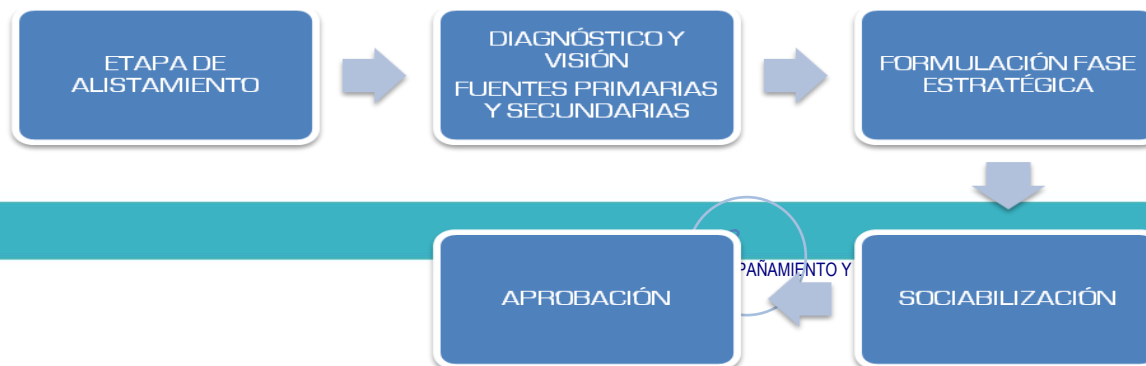 ETAPA DE
ALISTAMIENTO
DIAGNÓSTICO Y
VISIÓN
FUENTES PRIMARIAS
Y SECUNDARIAS
FORMULACIÓN FASE
ESTRATÉGICA
APROBACIÓN
PAÑAMIENTO Y
SOCIABILIZACIÓN